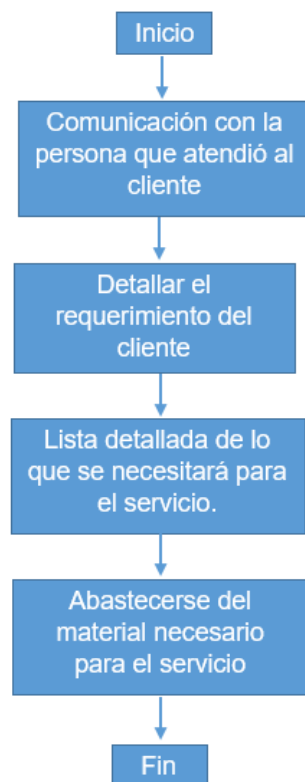 Inicio
Comunicación con la
persona que atendió al
cliente
Detallar el
requerimiento del
cliente
Lista detallada de lo
que se necesitará para
el servicio.
Abastecerse del
material necesario
para el servicio
Fin